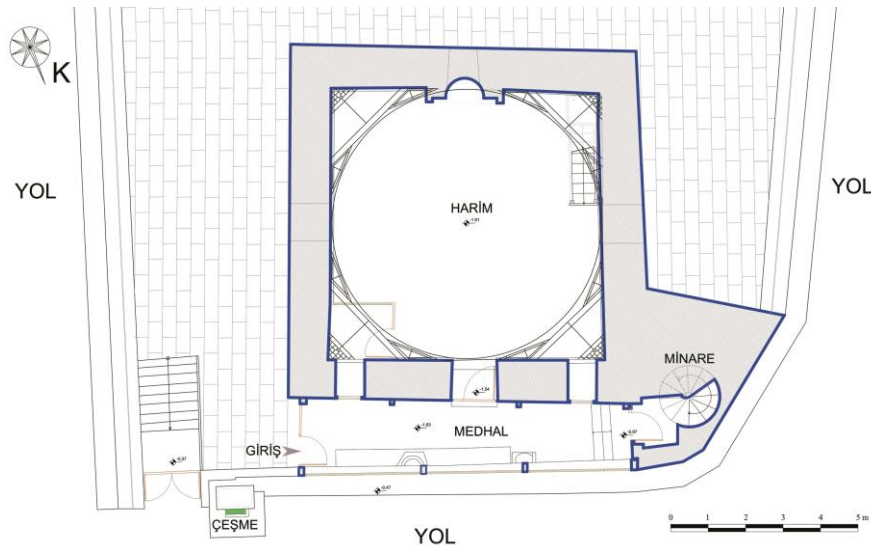 K
YOL
YOL
HARİM
MİNARE
MEDHAL
GİRİŞ
ÇEŞME
YOL
0 1 2 3 4 5 m